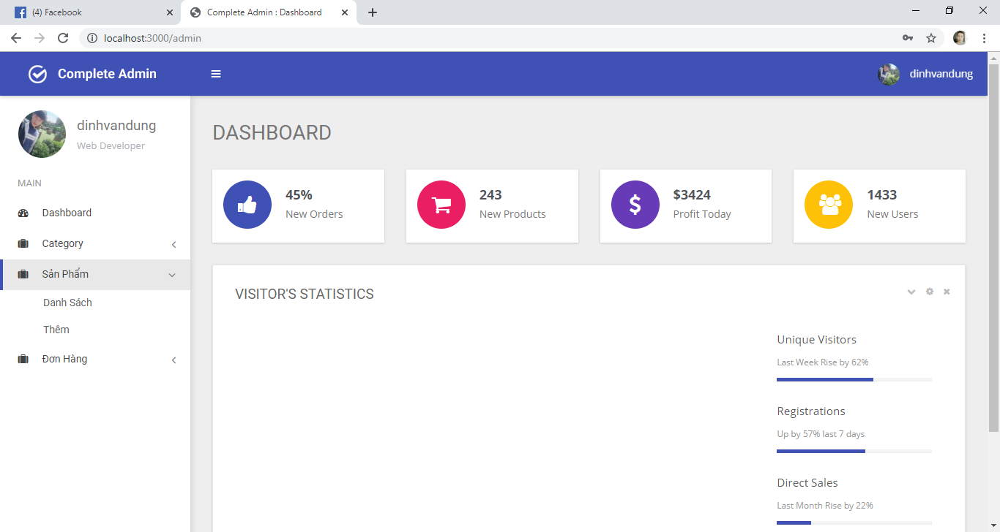 (4) Facebook
Complete Admin : Dashboard
localhost:3000/admin
Complete Admin
dinhvandung
dinhvandung
Web Developer
MAIN
Dashboard
Category
Sản Phẩm
Danh Sách
Thêm
Đơn Hàng
DASHBOARD
45%
New Orders
243
New Products
$3424
Profit Today
1433
New Users
VISITOR'S STATISTICS
Unique Visitors
Last Week Rise by 62%
Registrations
Up by 57% last 7 days
Direct Sales
Last Month Rise by 22%